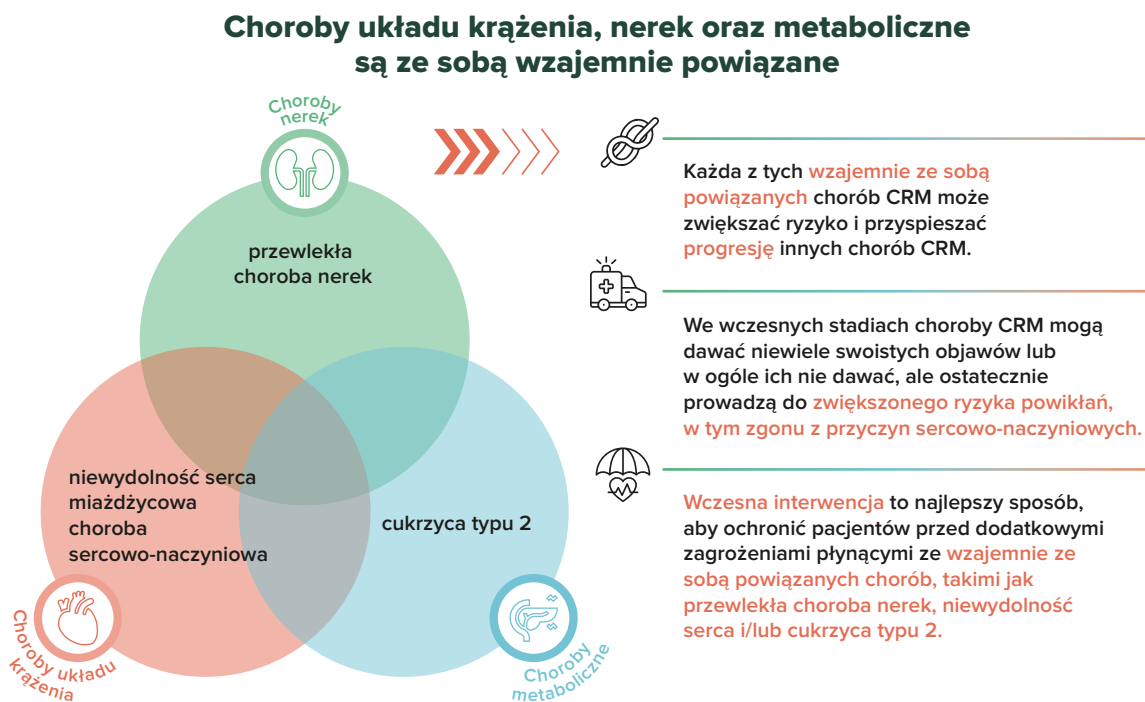 Choroby układu krążenia, nerek oraz metaboliczne
są ze sobą wzajemnie powiązane
Choroby
nerek
przewlekła
choroba nerek
niewydolność serca
miażdżycowa
choroba
sercowo-naczyniowa
cukrzyca typu 2
Choroby układu
krążenia
Choroby
metaboliczne
Każda z tych wzajemnie ze sobą
powiązanych chorób CRM może
zwiększać ryzyko i przyspieszać
progresję innych chorób CRM.
We wczesnych stadiach choroby CRM mogą
dawać niewiele swoistych objawów lub
w ogóle ich nie dawać, ale ostatecznie
prowadzą do zwiększonego ryzyka powikłań,
w tym zgonu z przyczyn sercowo-naczyniowych.
Wczesna interwencja to najlepszy sposób,
aby ochronić pacjentów przed dodatkowymi
zagrożeniami płynącymi ze wzajemnie ze
sobą powiązanych chorób, takimi jak
przewlekła choroba nerek, niewydolność
serca i/lub cukrzyca typu 2.